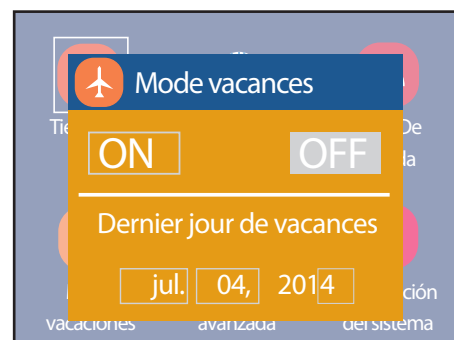 Mode vacances
Tie De
ON OFF
da
Dernier jour de vacances
jul. 04, 2014
ción
vacaciones avanzada del sistema